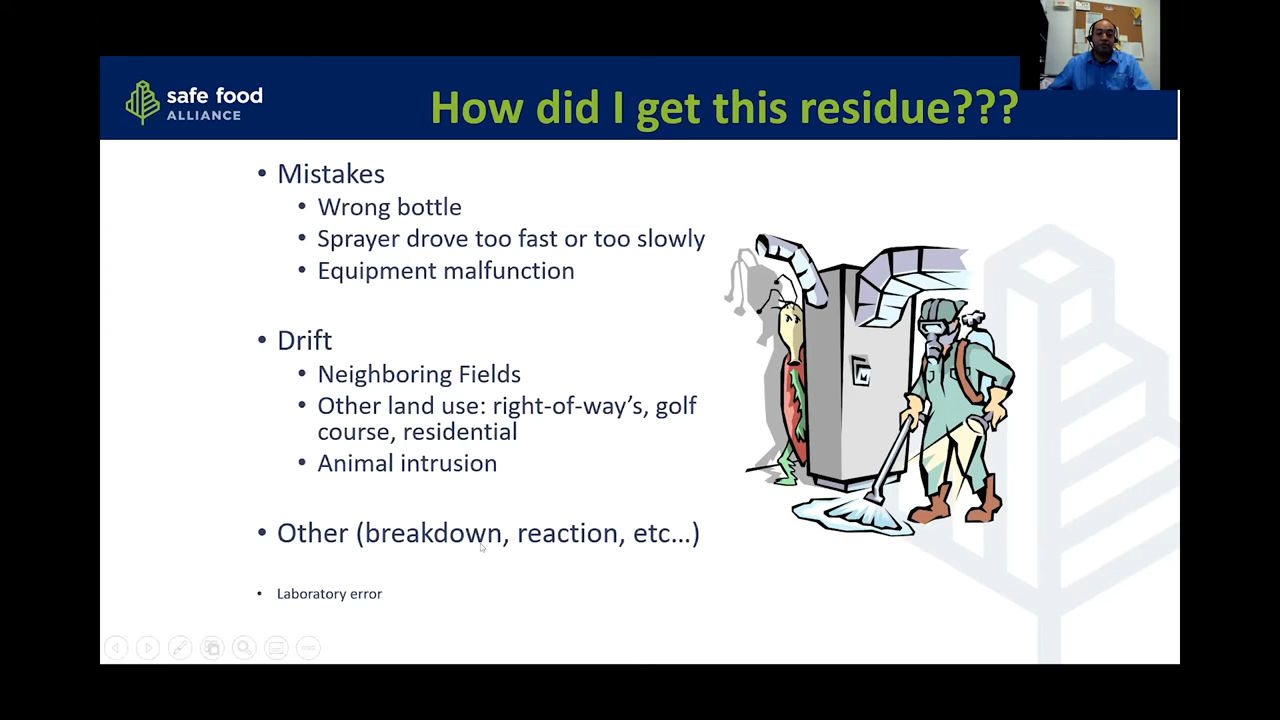 safe food
ALLIANCE
How did I get this residue???
• Mistakes
• Wrong bottle
• Sprayer drove too fast or too slowly
• Equipment malfunction
• Drift
• Neighboring Fields
• Other land use: right-of-way's, golf
course, residential
• Animal intrusion
• Other (breakdown, reaction, etc...)
• Laboratory error